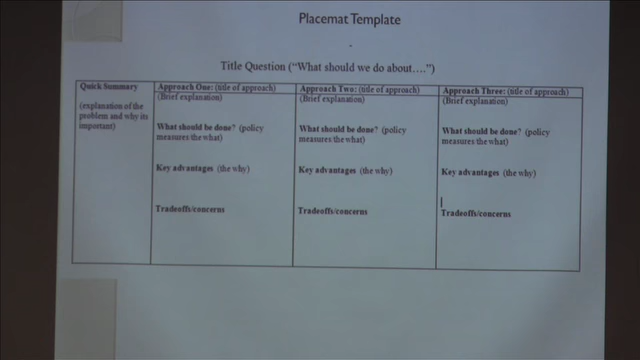 Placemat Template
Title Question ("What should we do about....")
Quick Summary
(explanation of the
problem and why its
important)
Approach One: (title of approach)
(Brief explanation)
What should be done? (policy
measures the what)
Key advantages (the why)
Tradeoffs/concerns
Approach Two: (title of approach)
(Brief explanation)
What should be done? (policy
measures the what)
Key advantages (the why)
Tradeoffs/concerns
Approach Three: (title of approach)
(Brief explanation)
What should be done? (policy
measures the what)
Key advantages (the why)
Tradeoffs/concerns